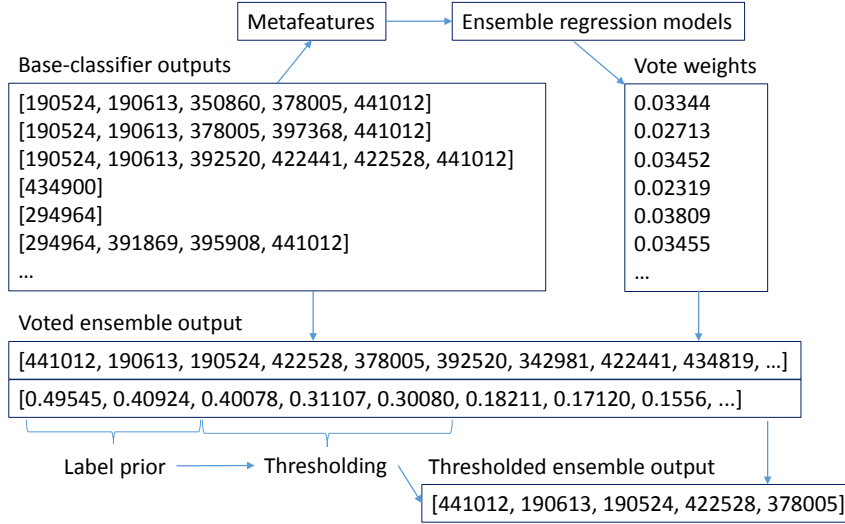 Metafeatures
Ensemble regression models
Base-classifier outputs
Vote weights
[190524, 190613, 350860, 378005, 441012]
[190524, 190613, 378005, 397368, 441012]
[190524, 190613, 392520, 422441, 422528, 441012]
[434900]
[294964]
[294964, 391869, 395908, 441012]
...
0.03344
0.02713
0.03452
0.02319
0.03809
0.03455
...
Voted ensemble output
[441012, 190613, 190524, 422528, 378005, 392520, 342981, 422441, 434819, ...]
[0.49545, 0.40924, 0.40078, 0.31107, 0.30080, 0.18211, 0.17120, 0.1556, ...]
Label prior
Thresholding
Thresholded ensemble output
[441012, 190613, 190524, 422528, 378005]